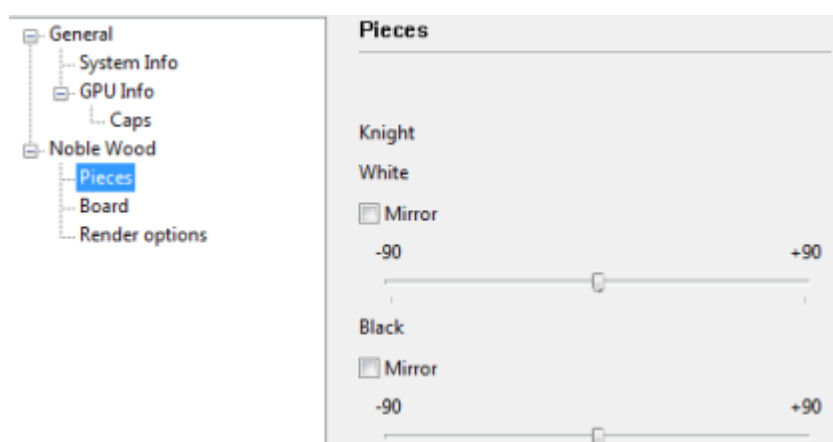 General
System Info
GPU Info
Caps
Noble Wood
Pieces
Board
Render options
Pieces
Knight
White
Mirror
-90 +90
Black
Mirror
-90 +90